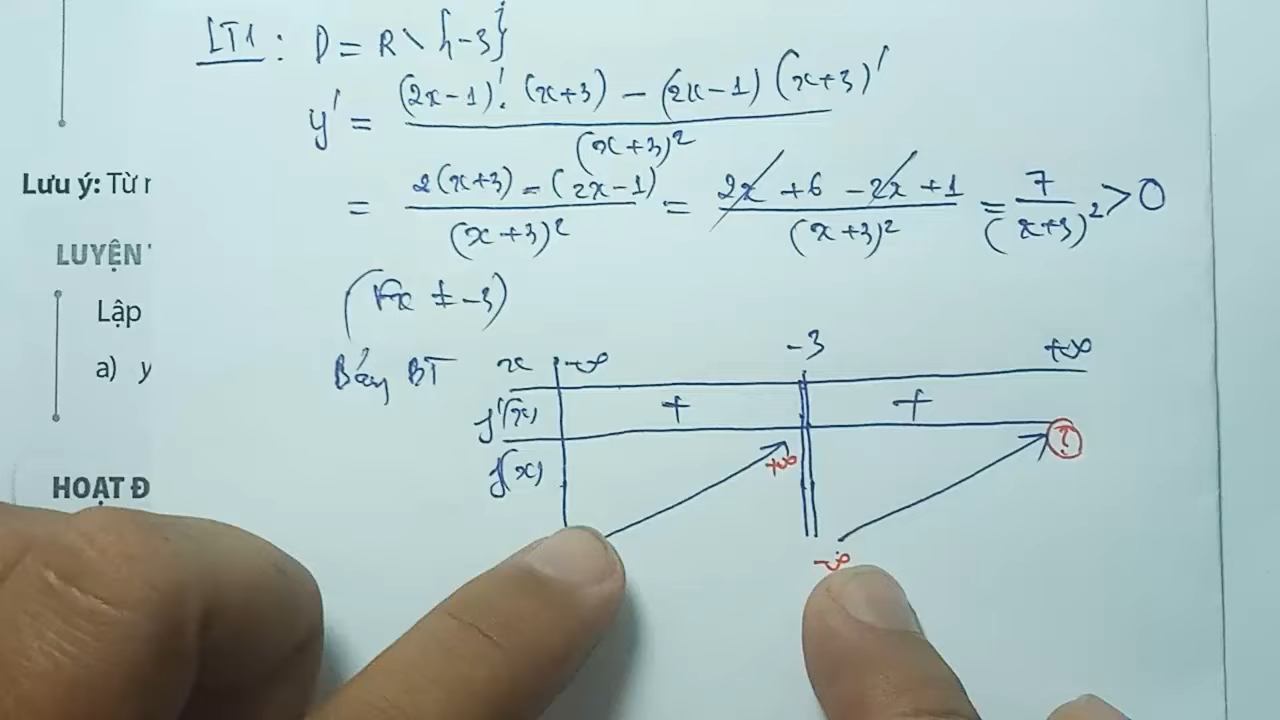 LT1 : D = R \ {-3}
y' = ((2x-1)'. (x+3) - (2x-1) (x+3)') / (x+3)²
Lưu ý: Từ
= (2(x+3) - (2x-1)) / (x+3)² = (2x + 6 - 2x + 1) / (x+3)² = 7 / (x+3)² > 0
LUYỆN
(∀x ≠ -3)
Lập
Bảng BT x -∞ -3 +∞
a) y
f'(x) + +
f(x) +∞ ?
HOẠT Đ
-∞